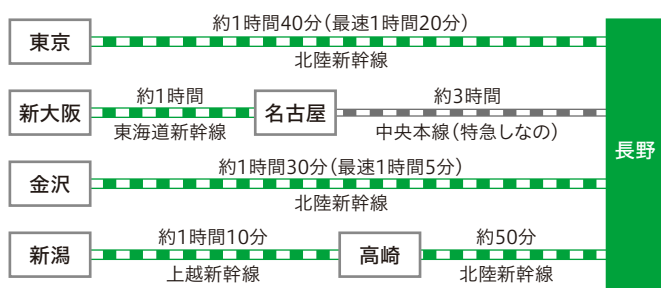 東京
約1時間40分（最速1時間20分）
北陸新幹線
新大阪
約1時間
東海道新幹線
名古屋
約3時間
中央本線（特急しなの）
金沢
約1時間30分（最速1時間5分）
北陸新幹線
新潟
約1時間10分
上越新幹線
高崎
約50分
北陸新幹線
長野